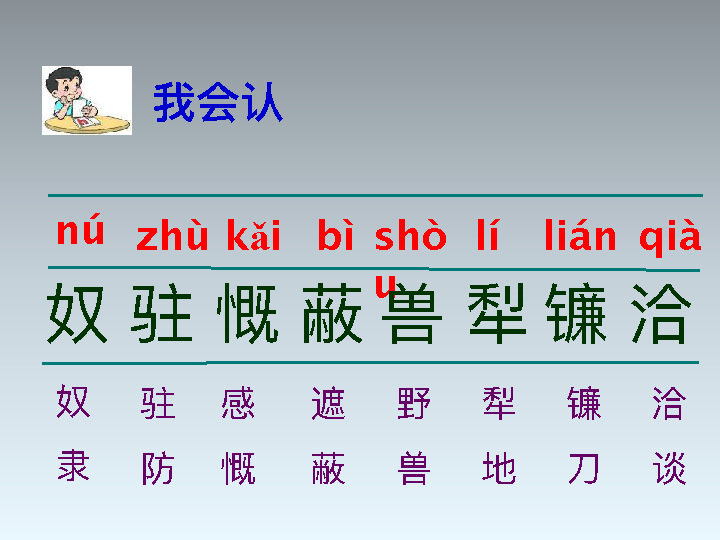 我会认
nú zhù kǎi bì shòu lí lián qià
奴 驻 慨 蔽 兽 犁 镰 洽
奴 驻 感 遮 野 犁 镰 洽
隶 防 慨 蔽 兽 地 刀 谈